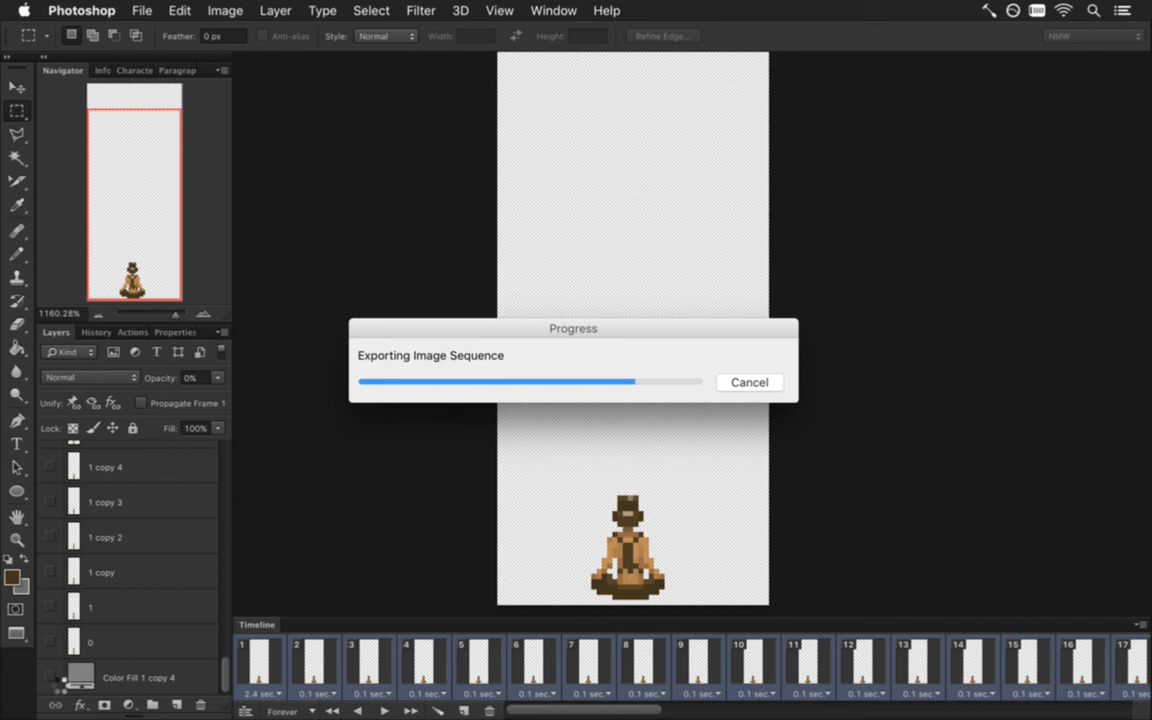 Photoshop File Edit Image Layer Type Select Filter 3D View Window Help
Feather: 0 px Anti-alias Style: Normal Width: Height: Refine Edge... NMW
Navigator Info Characte Paragrap
1160.28%
Layers History Actions Properties
Kind T
Normal Opacity: 0%
Unity: Propagate Frame 1
Lock: Fill: 100%
1 copy 4
1 copy 3
1 copy 2
1 copy
1
0
Color Fill 1 copy 4
Progress
Exporting Image Sequence
Cancel
Timeline
1 2 3 4 5 6 7 8 9 10 11 12 13 14 15 16 17
2.4 sec. 0.1 sec. 0.1 sec. 0.1 sec. 0.1 sec. 0.1 sec. 0.1 sec. 0.1 sec. 0.1 sec. 0.1 sec. 0.1 sec. 0.1 sec. 0.1 sec. 0.1 sec. 0.1 sec. 0.1 sec. 0.1 se
Forever